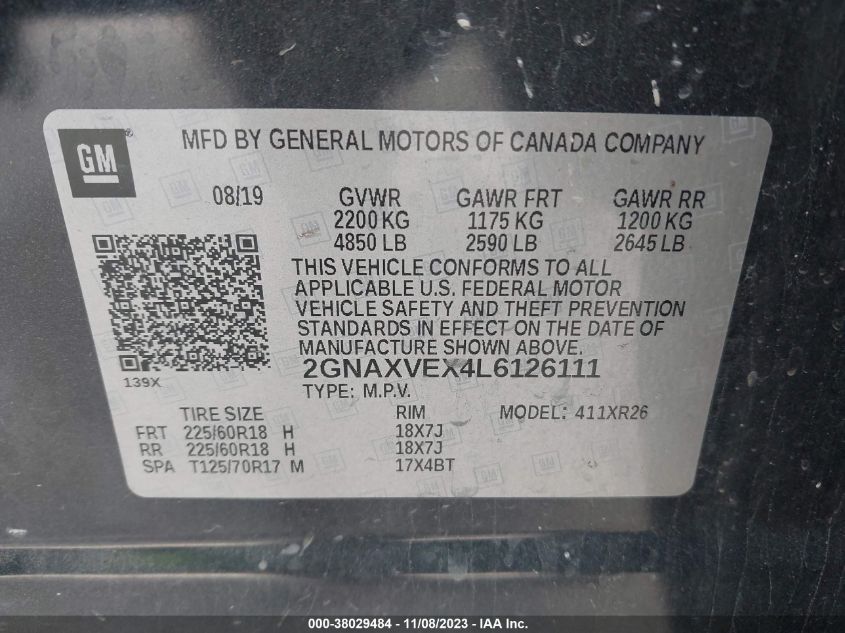 GM ®
MFD BY GENERAL MOTORS OF CANADA COMPANY
08/19 GVWR GAWR FRT GAWR RR
2200 KG 1175 KG 1200 KG
4850 LB 2590 LB 2645 LB
THIS VEHICLE CONFORMS TO ALL
APPLICABLE U.S. FEDERAL MOTOR
VEHICLE SAFETY AND THEFT PREVENTION
STANDARDS IN EFFECT ON THE DATE OF
MANUFACTURE SHOWN ABOVE.
2GNAXVEX4L6126111
139X
TYPE: M.P.V.
TIRE SIZE RIM MODEL: 411XR26
FRT 225/60R18 H 18X7J
RR 225/60R18 H 18X7J
SPA T125/70R17 M 17X4BT
000-38029484 - 11/08/2023 - IAA Inc.